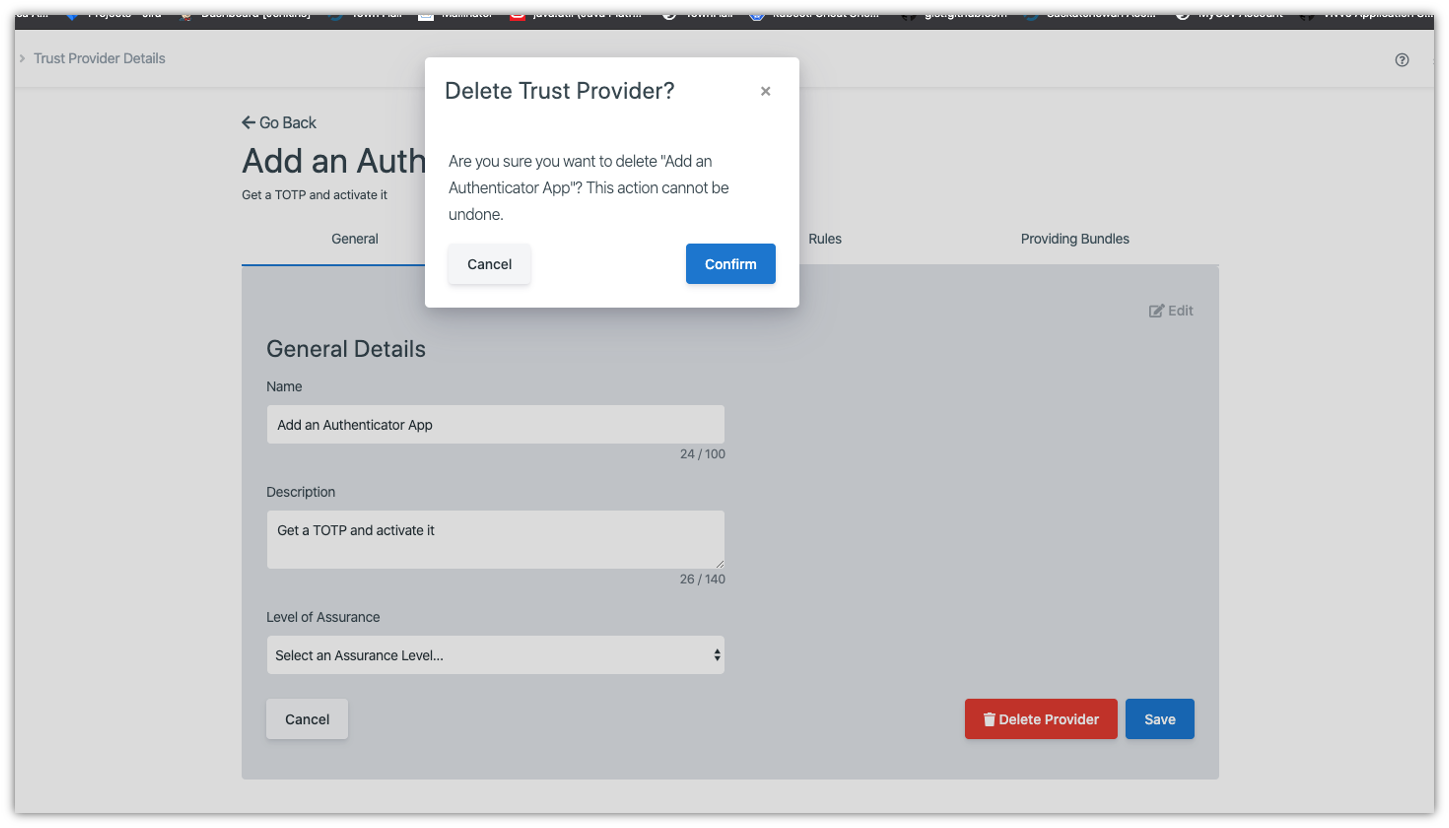 Trust Provider Details
Delete Trust Provider?
×
Go Back
Add an Auth
Get a TOTP and activate it
Are you sure you want to delete "Add an
Authenticator App"? This action cannot be
undone.
Cancel
Confirm
General
Rules
Providing Bundles
Edit
General Details
Name
Add an Authenticator App
24 / 100
Description
Get a TOTP and activate it
26 / 140
Level of Assurance
Select an Assurance Level...
Cancel
Delete Provider
Save